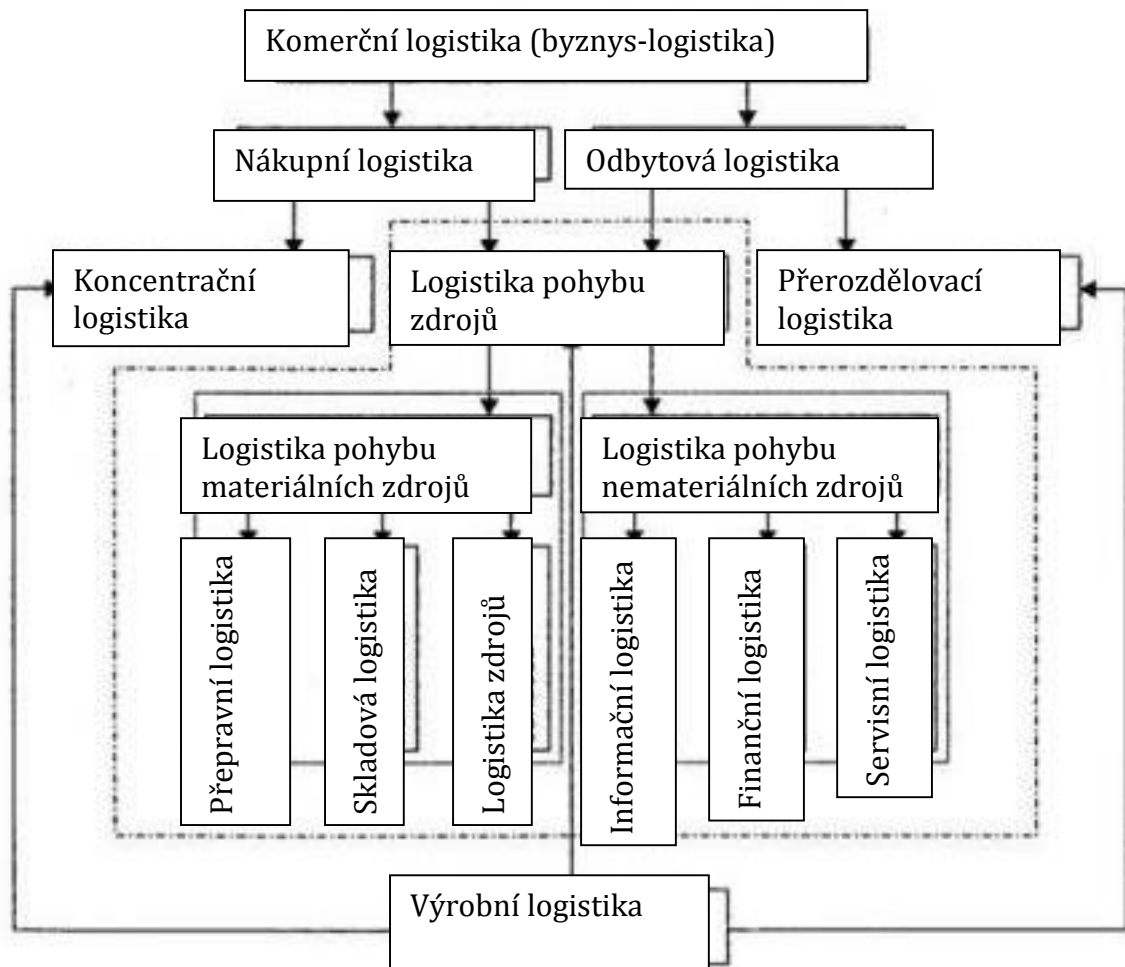 Komerční logistika (byznys-logistika)
Nákupní logistika
Odbytová logistika
Koncentrační
logistika
Logistika pohybu
zdrojů
Přerozdělovací
logistika
Logistika pohybu
materiálních zdrojů
Logistika pohybu
nemateriálních zdrojů
Přepravní logistika
Skladová logistika
Logistika zdrojů
Informační logistika
Finanční logistika
Servisní logistika
Výrobní logistika